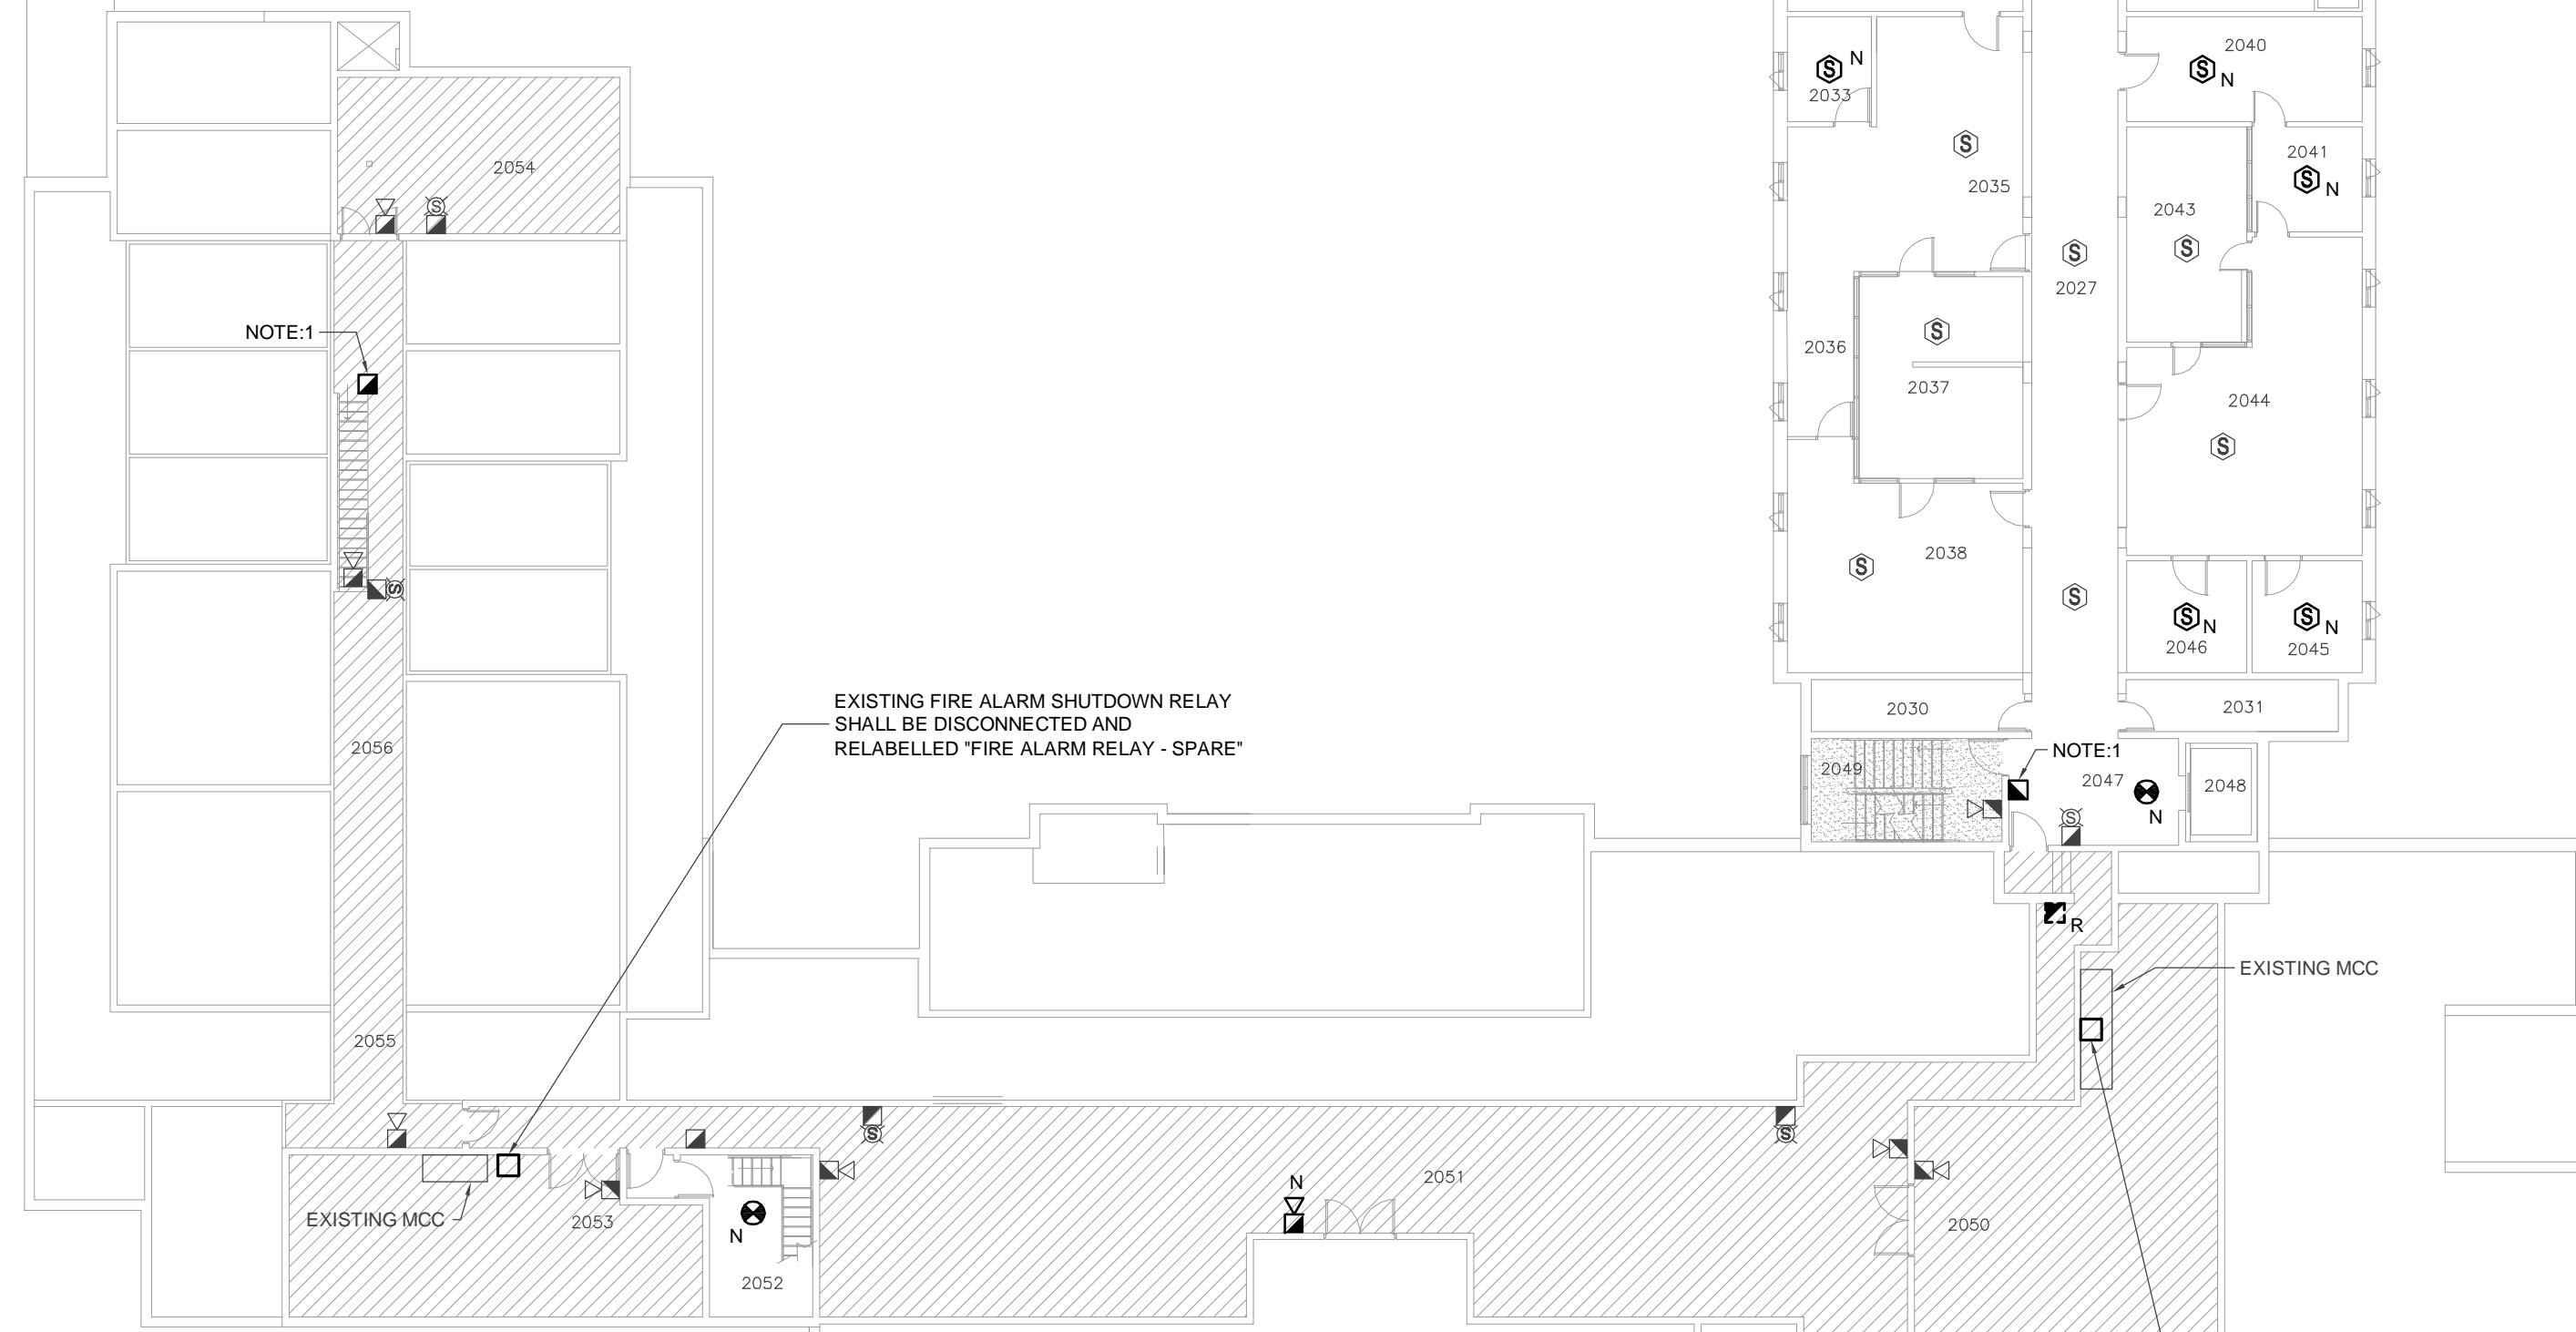 2040
S N
2033
S N
2054
S
2041
S N
S
2035
2043
S
S
S
2027
NOTE:1
S
2036
2037
2044
S
S
2038
S
S
S
2046
N
S
2045
N
EXISTING FIRE ALARM SHUTDOWN RELAY
SHALL BE DISCONNECTED AND
RELABELLED "FIRE ALARM RELAY - SPARE"
2030
2031
2056
NOTE:1
2049
2047
2048
N
S
R
EXISTING MCC
2055
S
S
2051
N
EXISTING MCC
2053
N
2052
2050